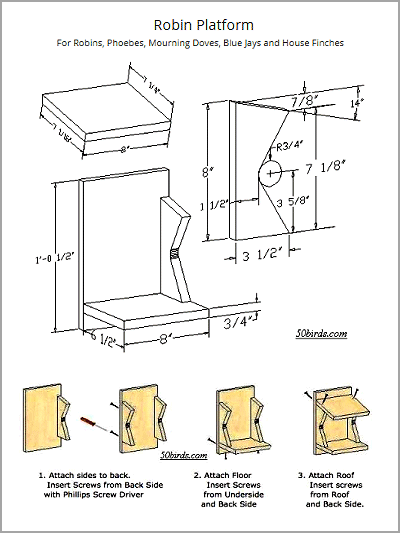 Robin Platform
For Robins, Phoebes, Mourning Doves, Blue Jays and House Finches
7 1/4"
7 1/16"
8"
7/8"
14°
R3/4"
8"
7 1/8"
1 1/2"
3 5/8"
3 1/2"
1'-0 1/2"
3/4"
6 1/2"
8"
50birds.com
50birds.com
1. Attach sides to back.
Insert Screws from Back Side
with Phillips Screw Driver
2. Attach Floor
Insert Screws
from Underside
and Back Side
3. Attach Roof
Insert screws
from Roof
and Back Side.